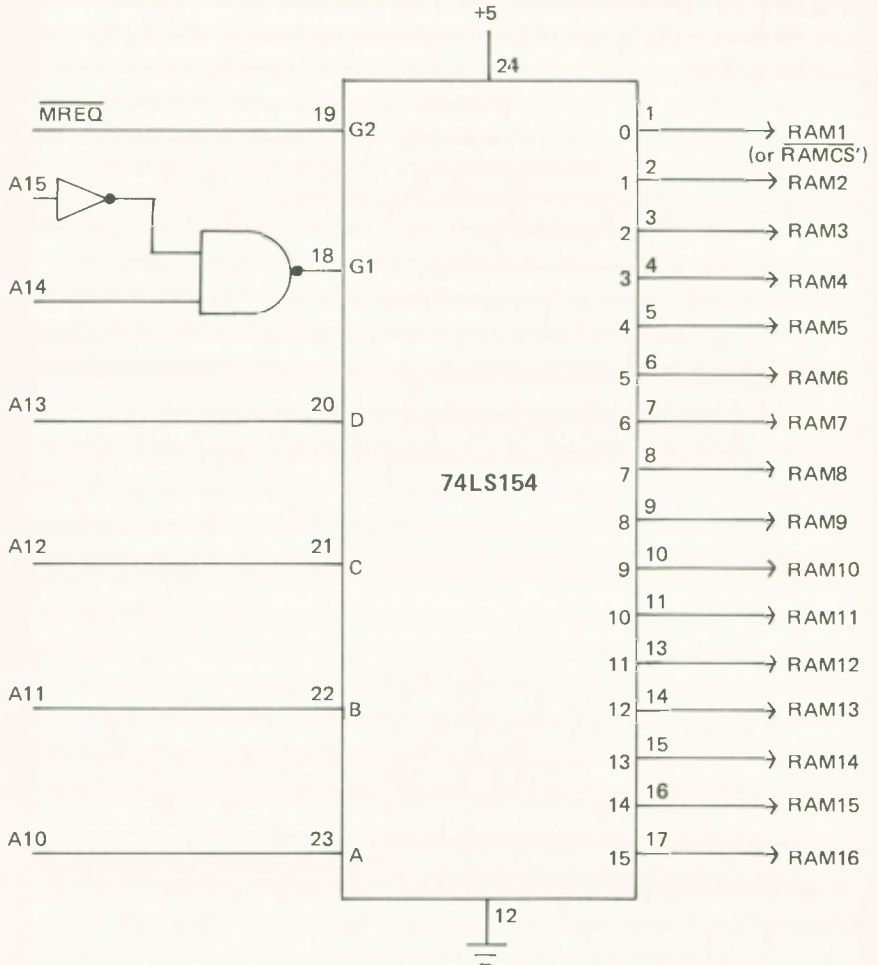 +5
24
M̅R̅E̅Q̅ 19 G2 0 1 RAM1
(or R̅A̅M̅C̅S̅')
A15 1 2 RAM2
2 3 RAM3
18 G1
A14 3 4 RAM4
4 5 RAM5
5 6 RAM6
A13 20 D 6 7 RAM7
74LS154
7 8 RAM8
8 9 RAM9
A12 21 C 9 10 RAM10
10 11 RAM11
11 13 RAM12
A11 22 B 12 14 RAM13
13 15 RAM14
14 16 RAM15
A10 23 A 15 17 RAM16
12